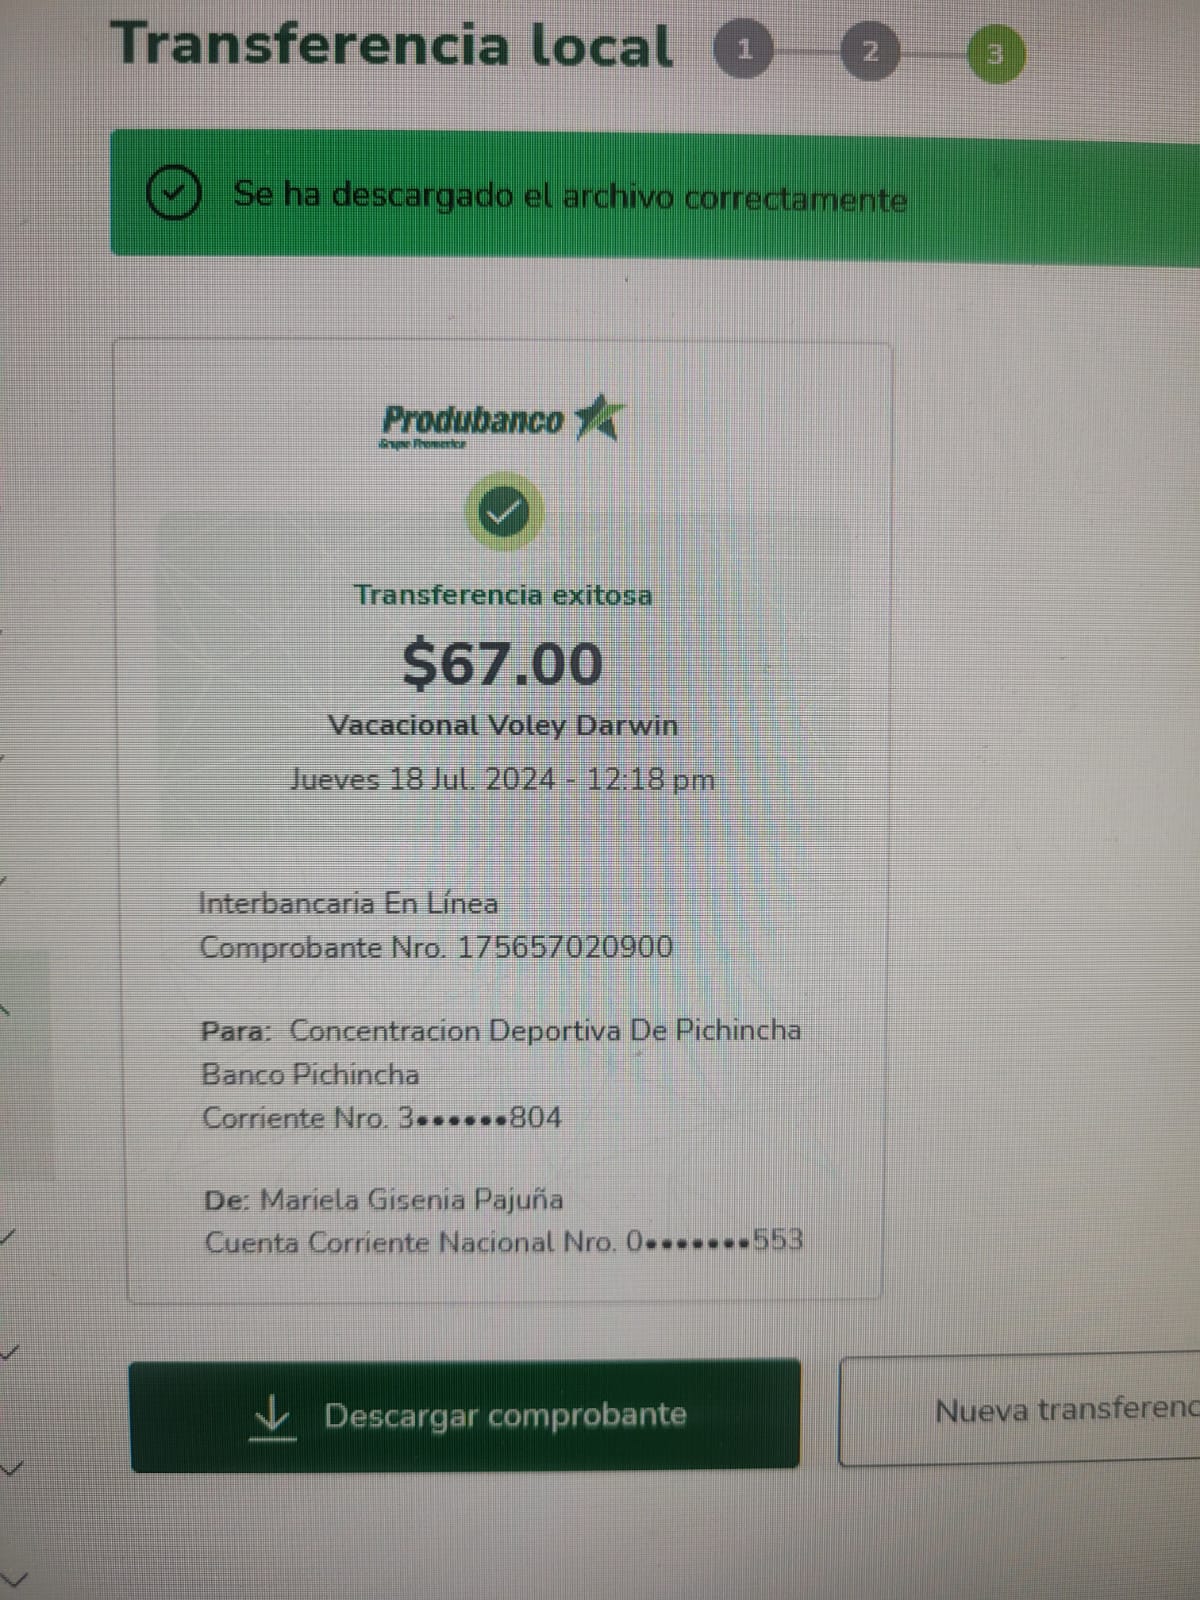 Transferencia local 1 2 3
Se ha descargado el archivo correctamente
Produbanco
Grupo Promerica
Transferencia exitosa
$67.00
Vacacional Voley Darwin
Jueves 18 Jul. 2024 - 12:18 pm
Interbancaria En Línea
Comprobante Nro. 175657020900
Para: Concentracion Deportiva De Pichincha
Banco Pichincha
Corriente Nro. 3••••••804
De: Mariela Gisenia Pajuña
Cuenta Corriente Nacional Nro. 0•••••••553
Descargar comprobante
Nueva transferenc